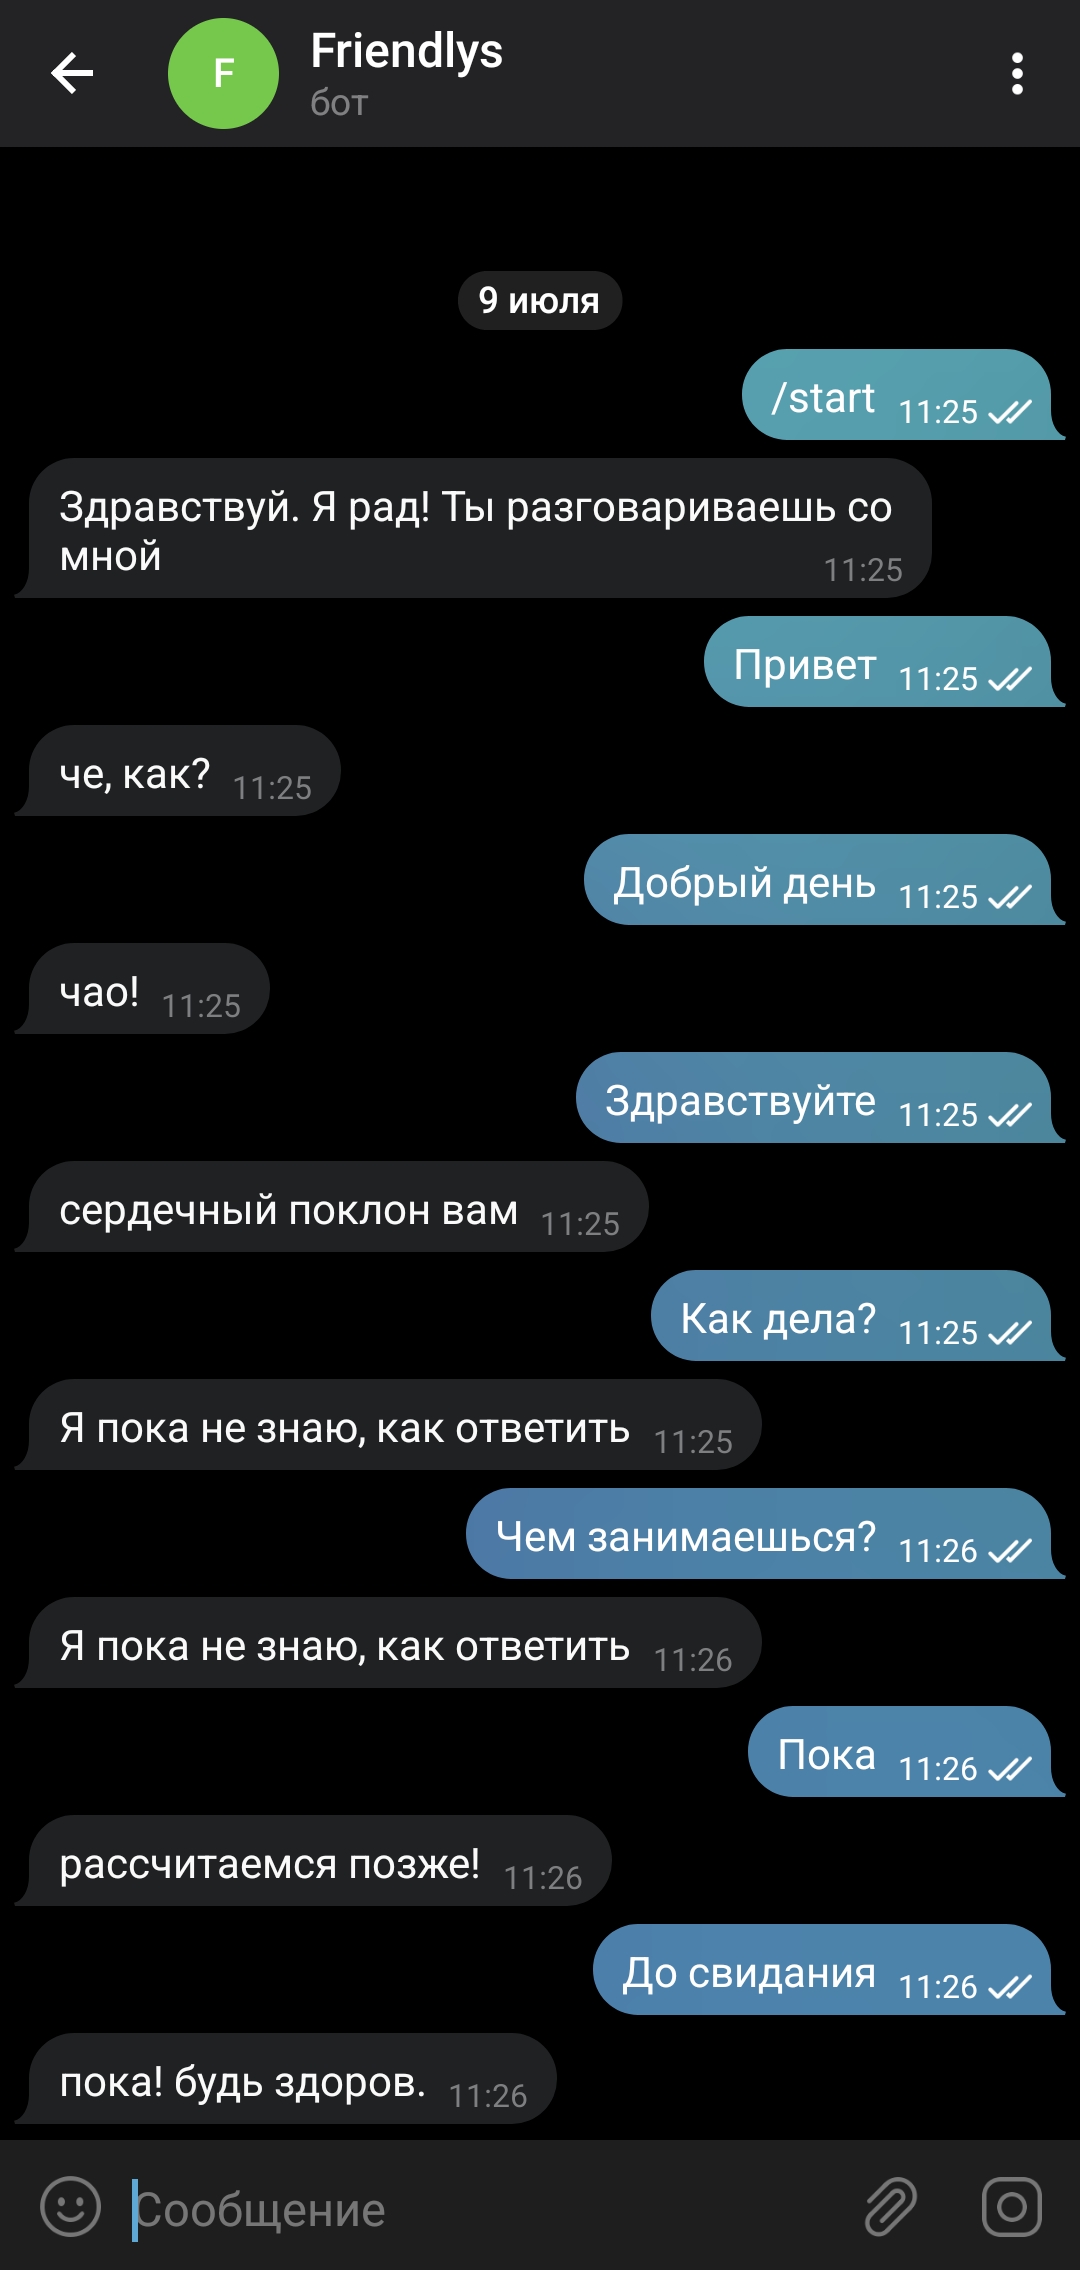 F
Friendlys
бот
9 июля
/start 11:25
Здравствуй. Я рад! Ты разговариваешь со
мной 11:25
Привет 11:25
че, как? 11:25
Добрый день 11:25
чао! 11:25
Здравствуйте 11:25
сердечный поклон вам 11:25
Как дела? 11:25
Я пока не знаю, как ответить 11:25
Чем занимаешься? 11:26
Я пока не знаю, как ответить 11:26
Пока 11:26
рассчитаемся позже! 11:26
До свидания 11:26
пока! будь здоров. 11:26
Сообщение